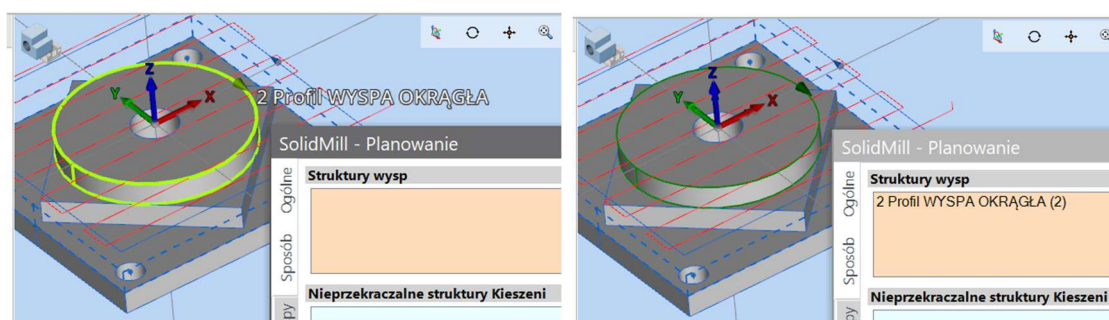 Z
Y
X
2 Profil WYSPA OKRĄGŁA
SolidMill - Planowanie
Ogólne
Sposób
Struktury wysp
Nieprzekraczalne struktury Kieszeni
Z
Y
X
SolidMill - Planowanie
Ogólne
Sposób
Struktury wysp
2 Profil WYSPA OKRĄGŁA (2)
Nieprzekraczalne struktury Kieszeni